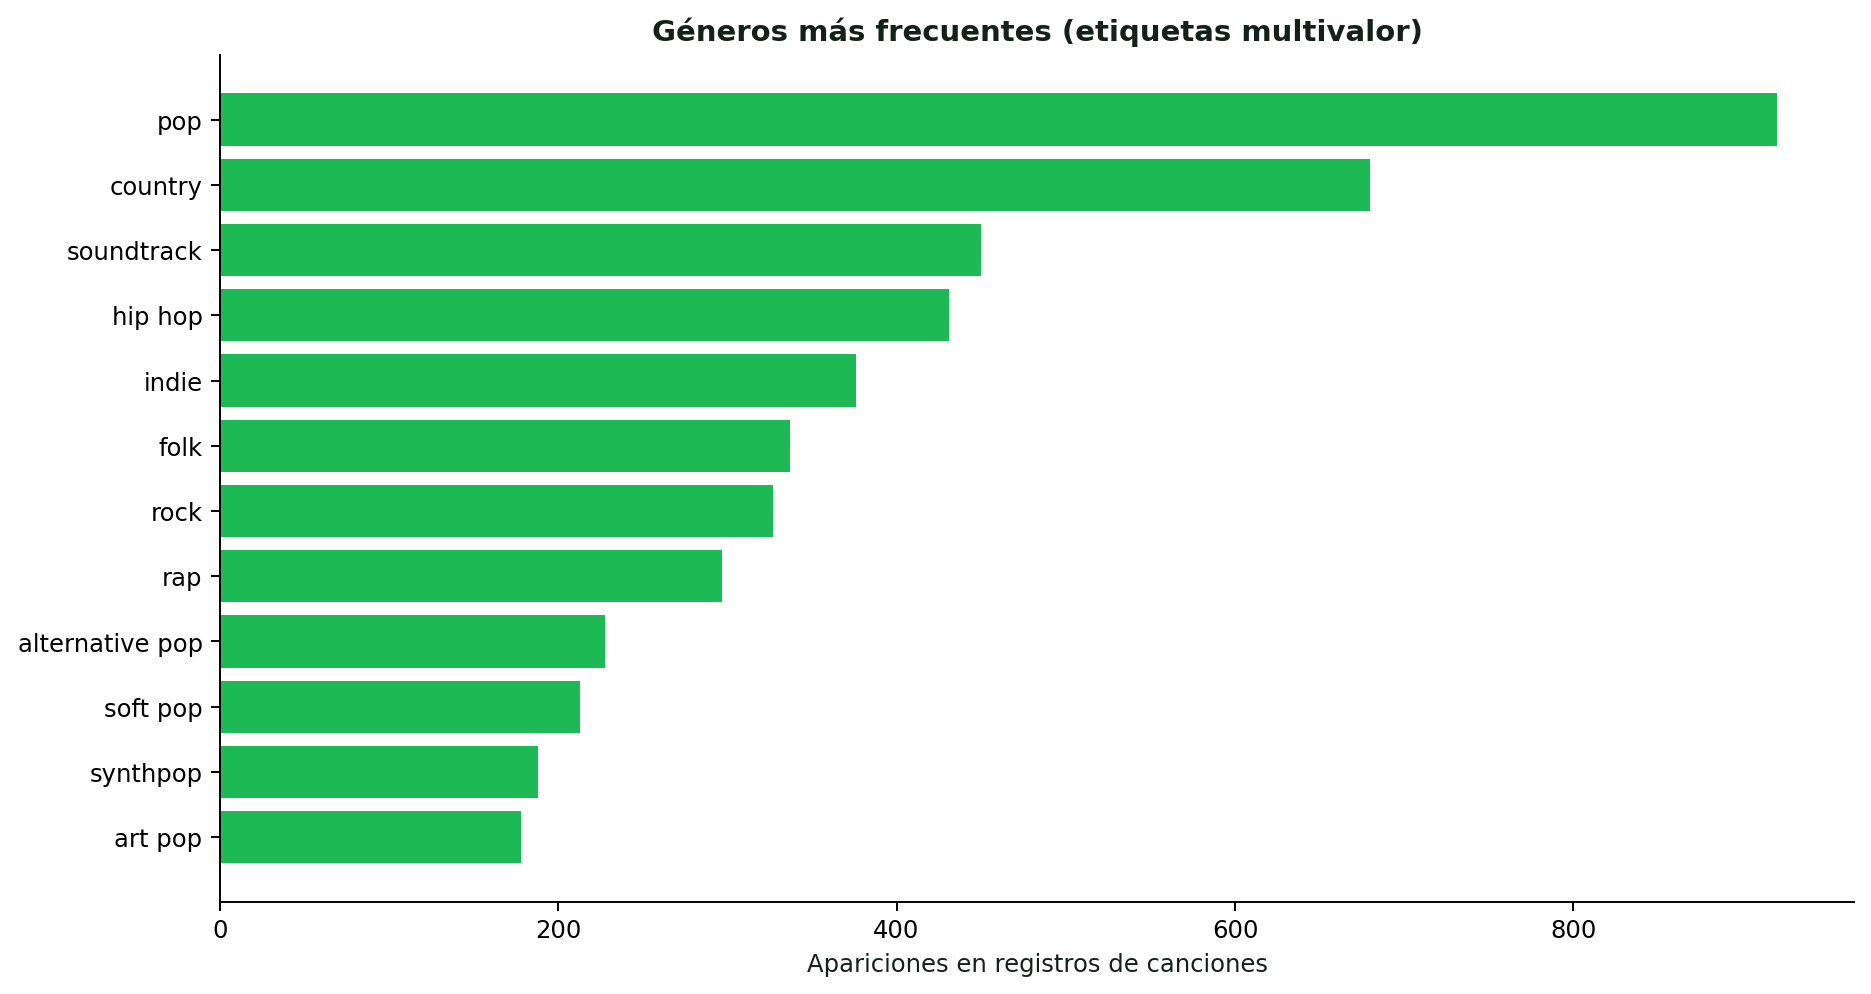 Géneros más frecuentes (etiquetas multivalor)
pop
country
soundtrack
hip hop
indie
folk
rock
rap
alternative pop
soft pop
synthpop
art pop
0 200 400 600 800
Apariciones en registros de canciones